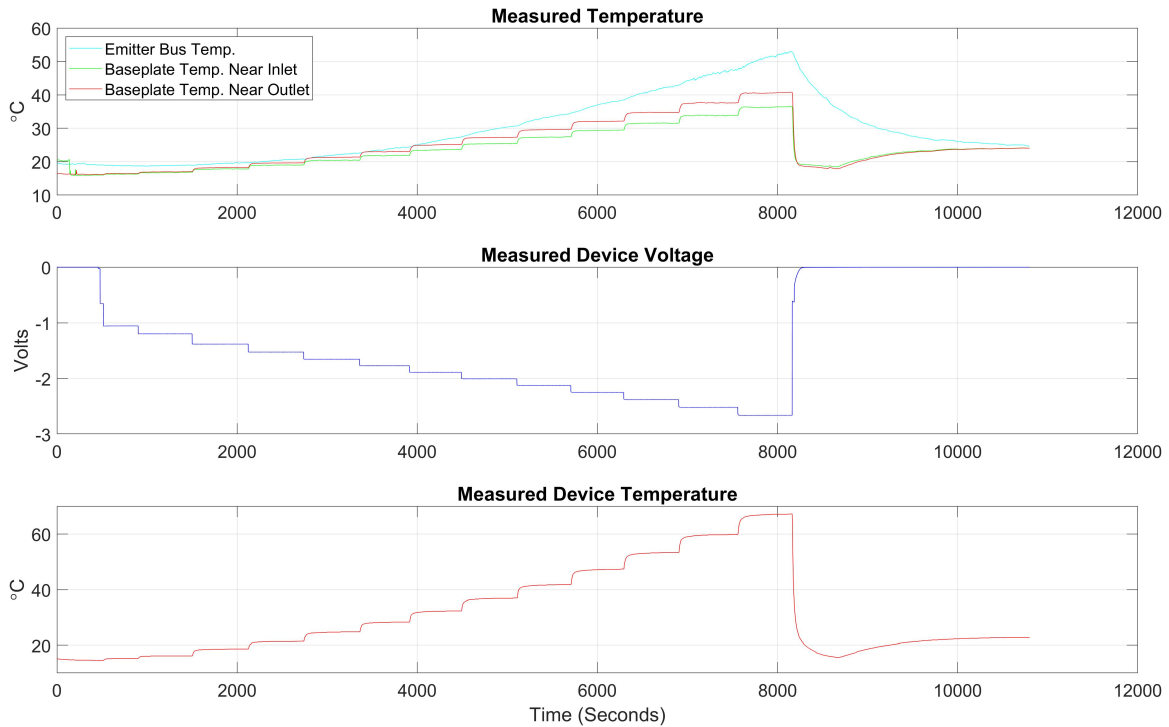 Measured Temperature
60
50
40
30
20
10
°C
Emitter Bus Temp.
Baseplate Temp. Near Inlet
Baseplate Temp. Near Outlet
0 2000 4000 6000 8000 10000 12000
Measured Device Voltage
0
-1
-2
-3
Volts
0 2000 4000 6000 8000 10000 12000
Measured Device Temperature
60
40
20
°C
0 2000 4000 6000 8000 10000 12000
Time (Seconds)